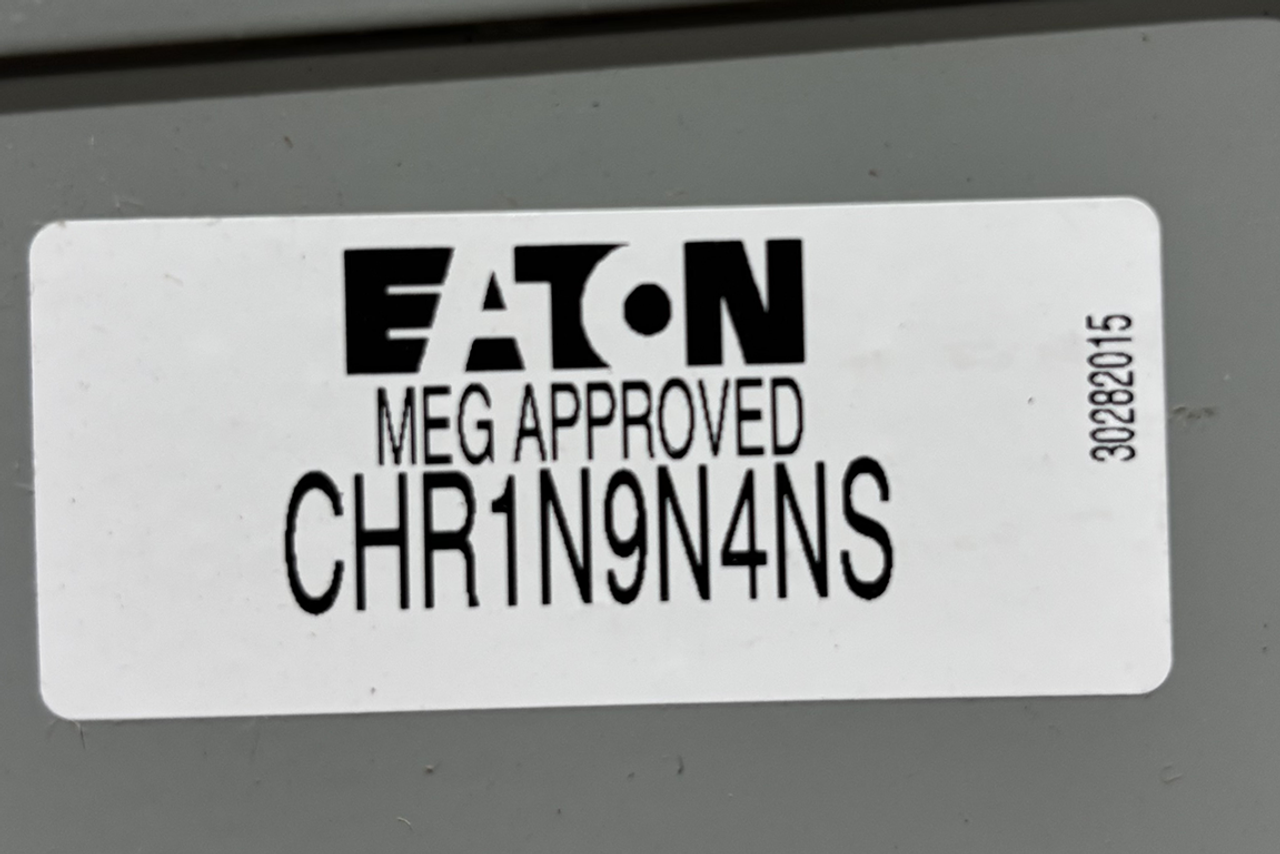 EATON
MEG APPROVED
CHR1N9N4NS
30282015